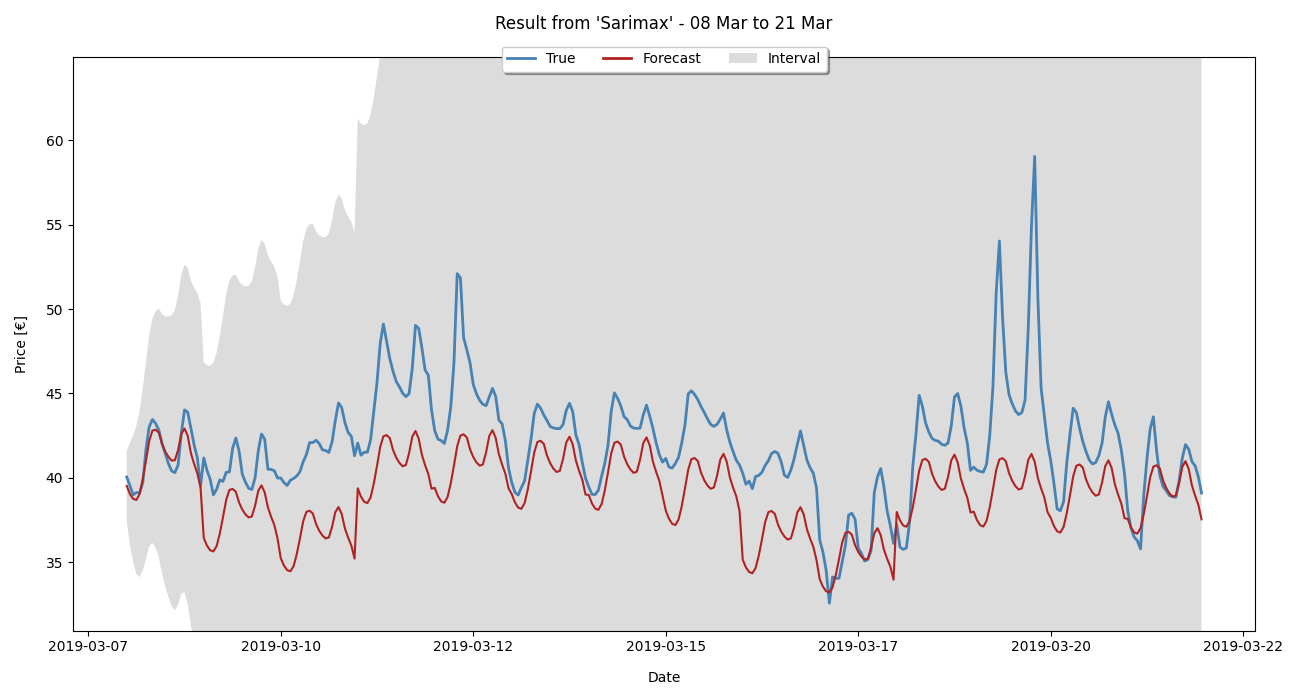 Result from 'Sarimax' - 08 Mar to 21 Mar
True Forecast Interval
60
55
50
45
40
35
Price [€]
2019-03-07 2019-03-10 2019-03-12 2019-03-15 2019-03-17 2019-03-20 2019-03-22
Date